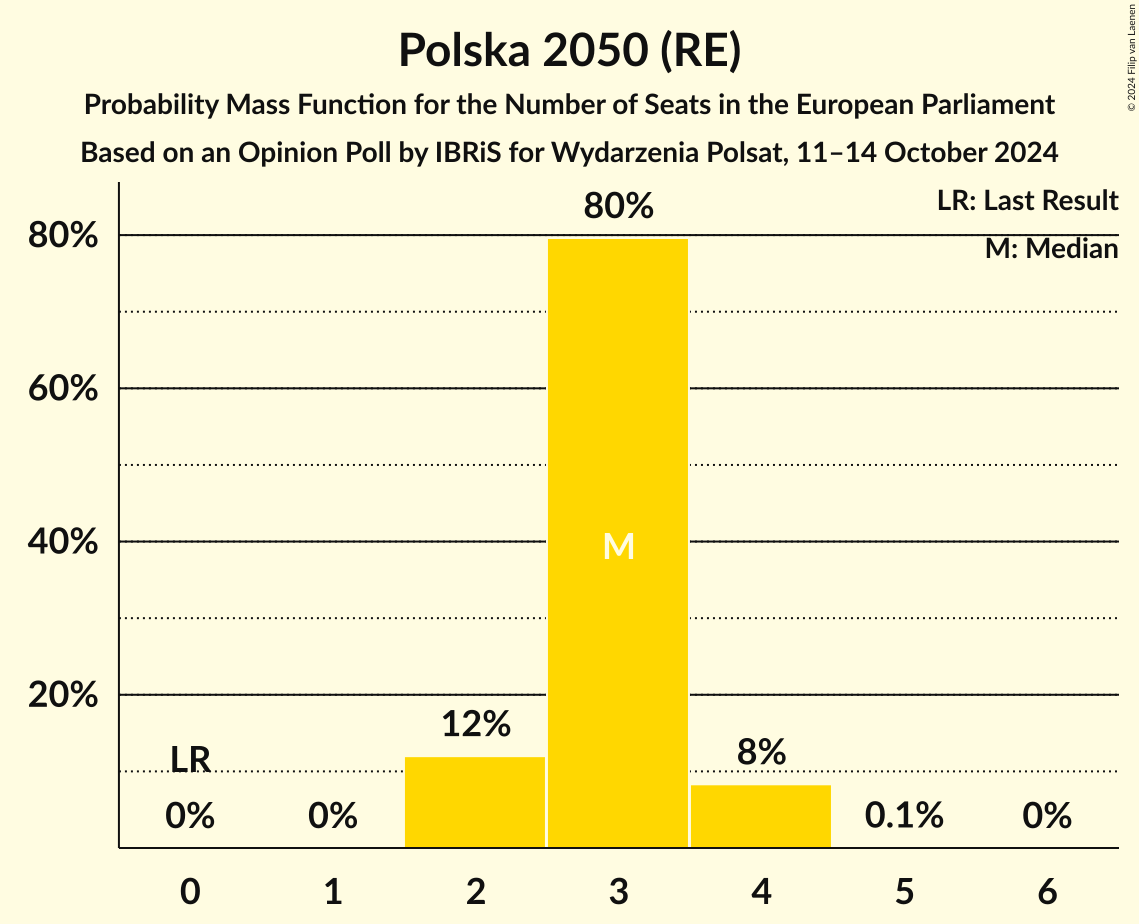 Polska 2050 (RE)
Probability Mass Function for the Number of Seats in the European Parliament
Based on an Opinion Poll by IBRiS for Wydarzenia Polsat, 11–14 October 2024
© 2024 Filip van Laenen
LR: Last Result
M: Median
80%
80%
60%
40%
20%
M
LR
0%
0%
12%
8%
0.1%
0%
0
1
2
3
4
5
6